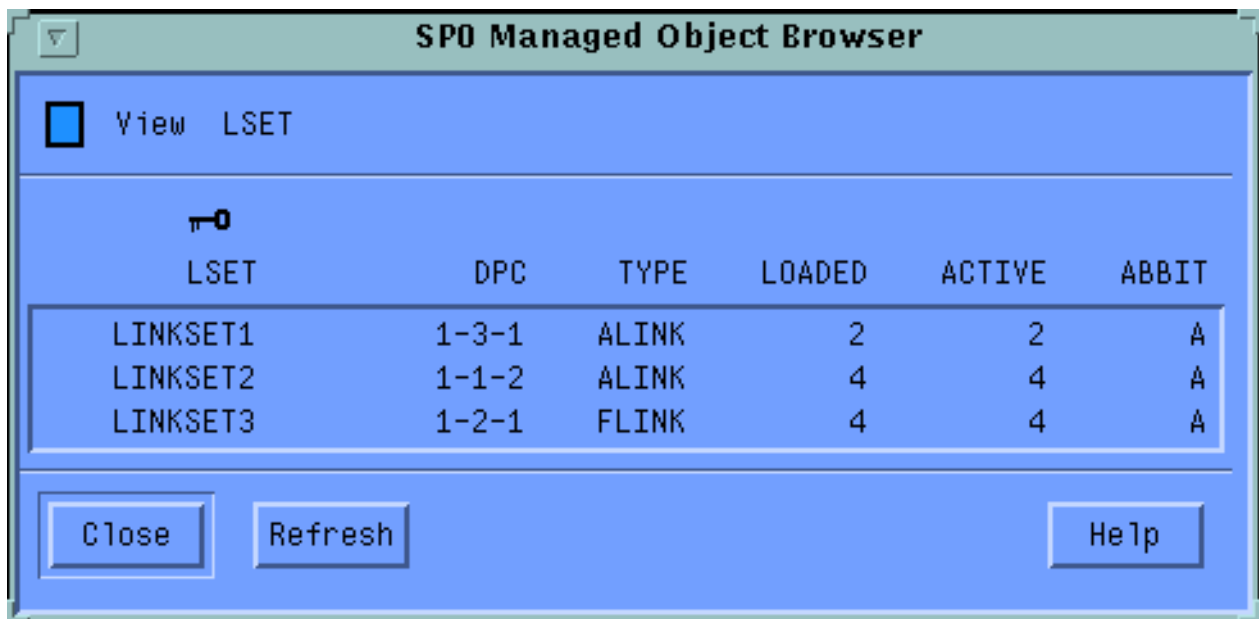 SP0 Managed Object Browser
View LSET
LSET DPC TYPE LOADED ACTIVE ABBIT
LINKSET1 1-3-1 ALINK 2 2 A
LINKSET2 1-1-2 ALINK 4 4 A
LINKSET3 1-2-1 FLINK 4 4 A
Close Refresh Help